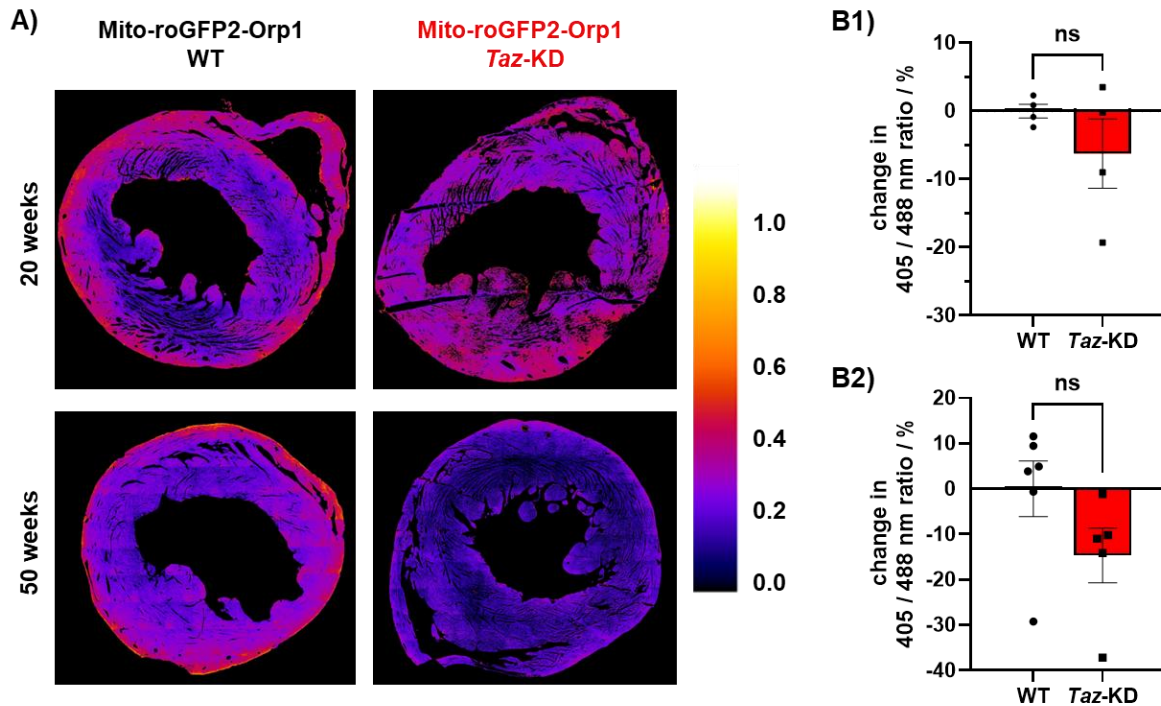 A)
Mito-roGFP2-Orp1
WT
Mito-roGFP2-Orp1
Taz-KD
20 weeks
50 weeks
1.0
0.8
0.6
0.4
0.2
0.0
B1)
ns
change in
405 / 488 nm ratio / %
10
0
-10
-20
-30
WT
Taz-KD
B2)
ns
change in
405 / 488 nm ratio / %
20
10
0
-10
-20
-30
-40
WT
Taz-KD